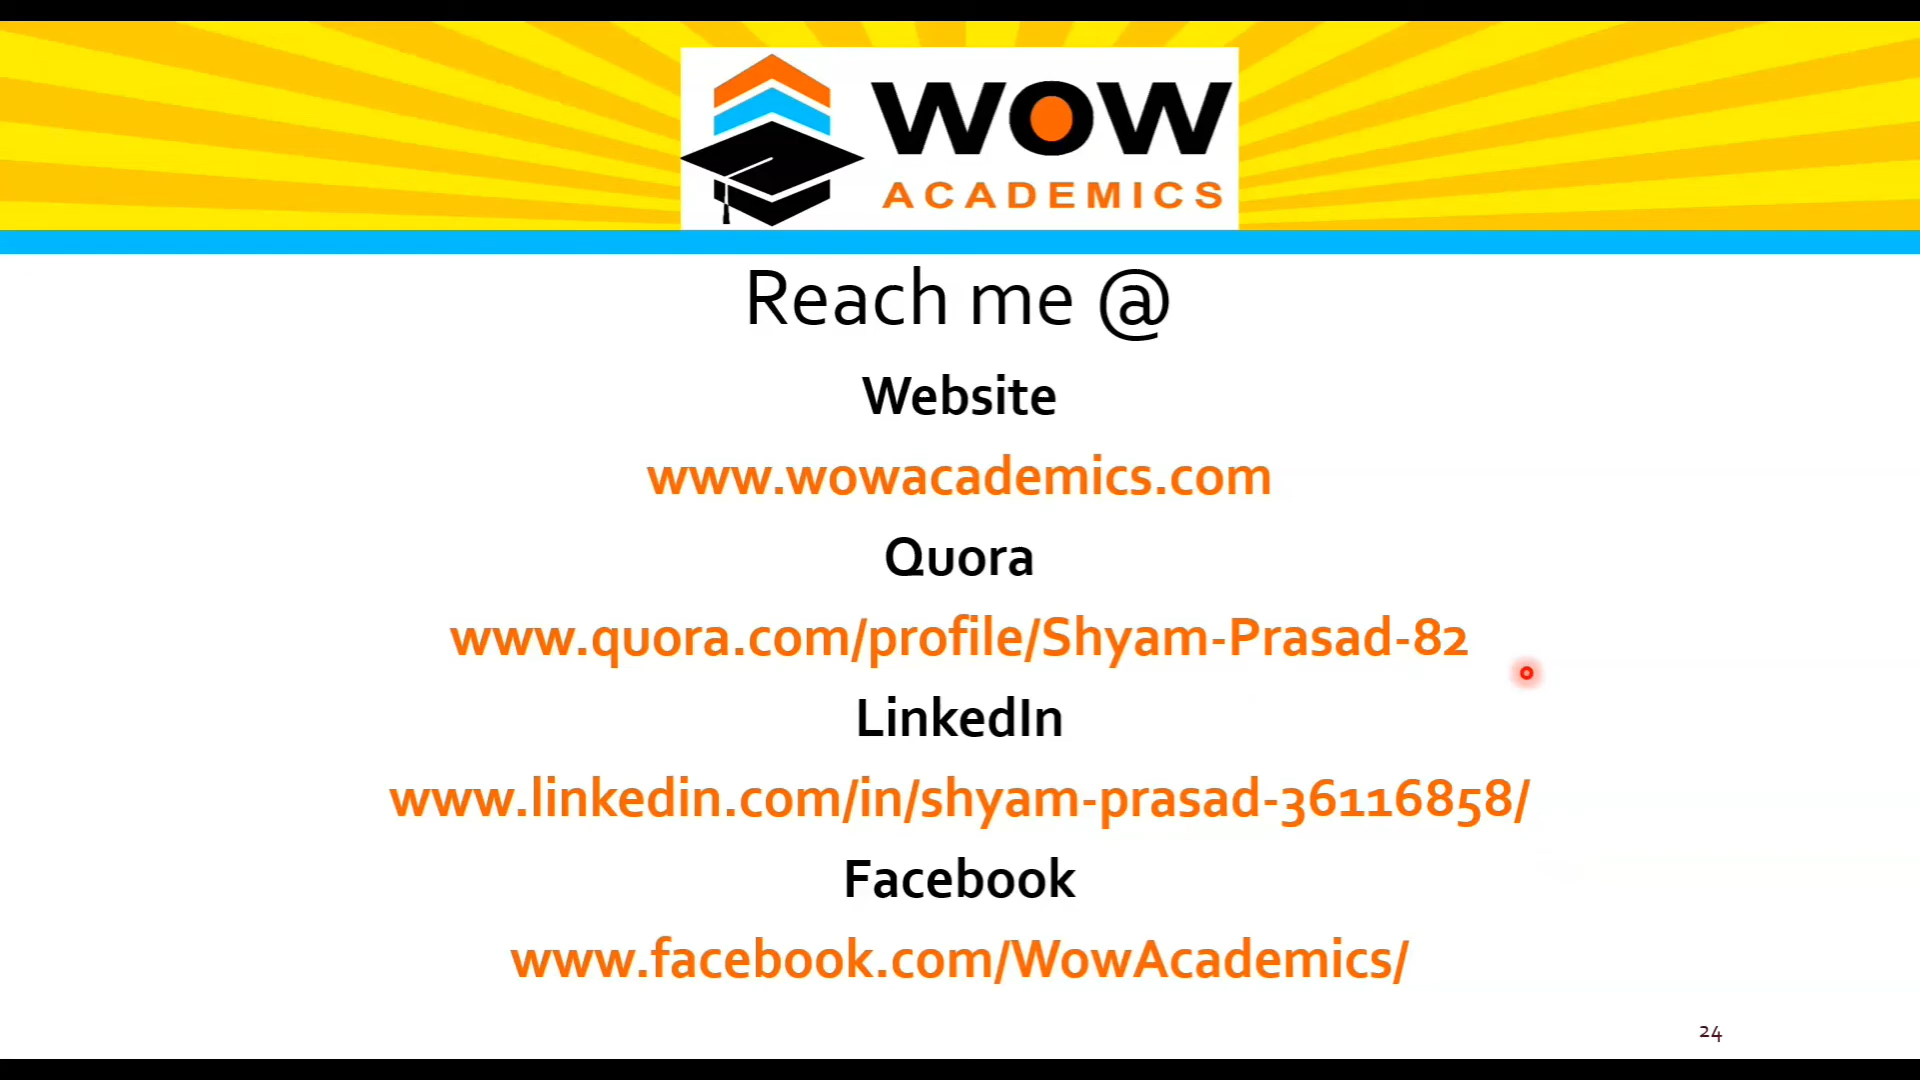 WOW
ACADEMICS
Reach me @
Website
www.wowacademics.com
Quora
www.quora.com/profile/Shyam-Prasad-82
LinkedIn
www.linkedin.com/in/shyam-prasad-36116858/
Facebook
www.facebook.com/WowAcademics/
24